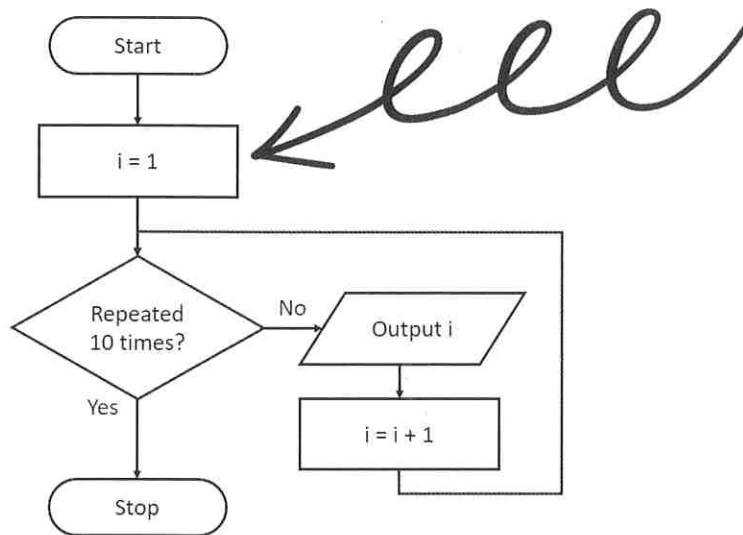 Start
i = 1
Repeated
10 times?
No
Output i
i = i + 1
Yes
Stop